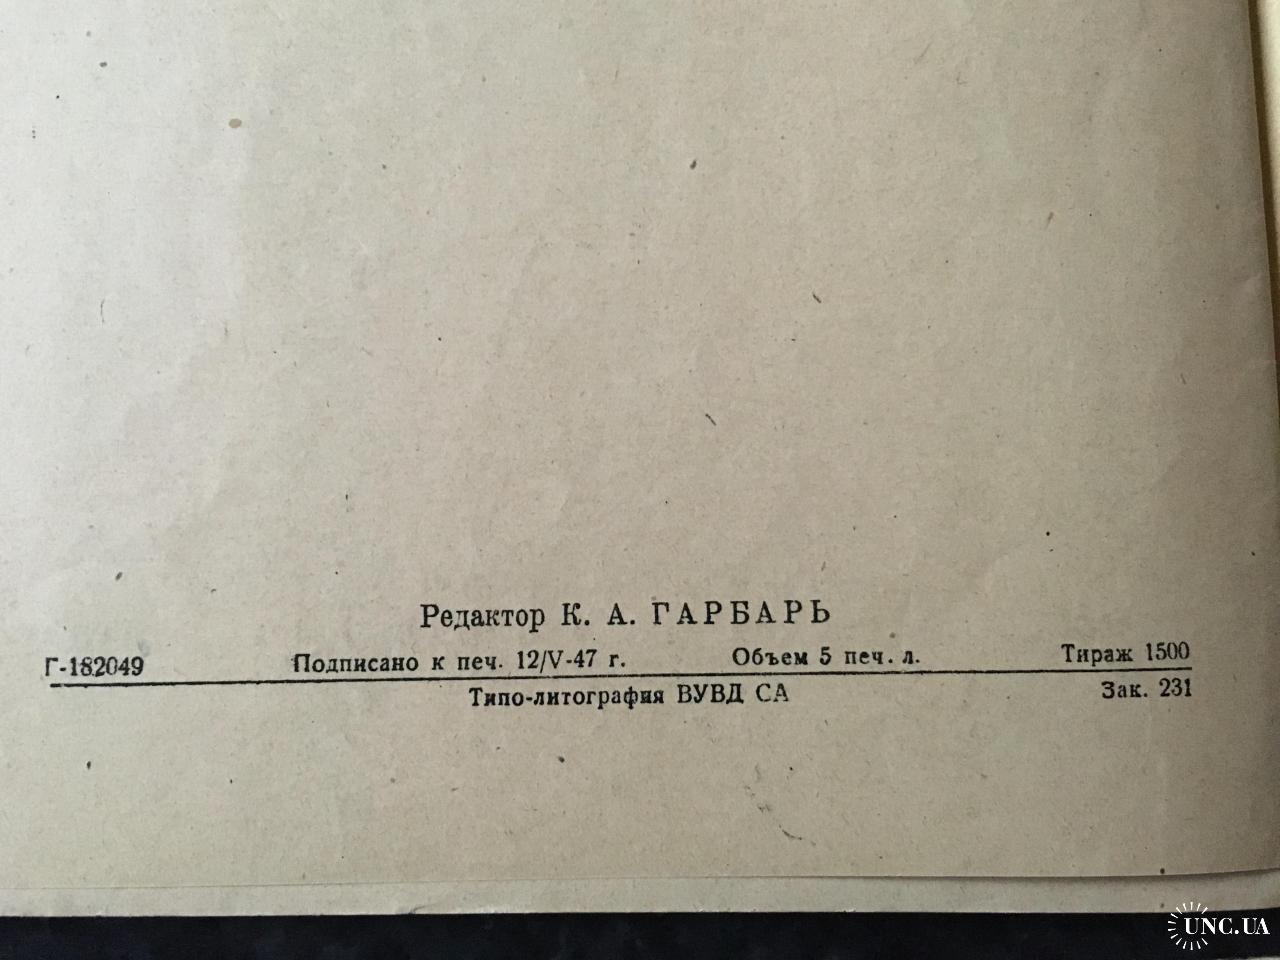 Редактор К. А. ГАРБАРЬ
Г-182049 Подписано к печ. 12/V-47 г. Объем 5 печ. л. Тираж 1500
Типо-литография ВУВД СА Зак. 231
UNC.UA